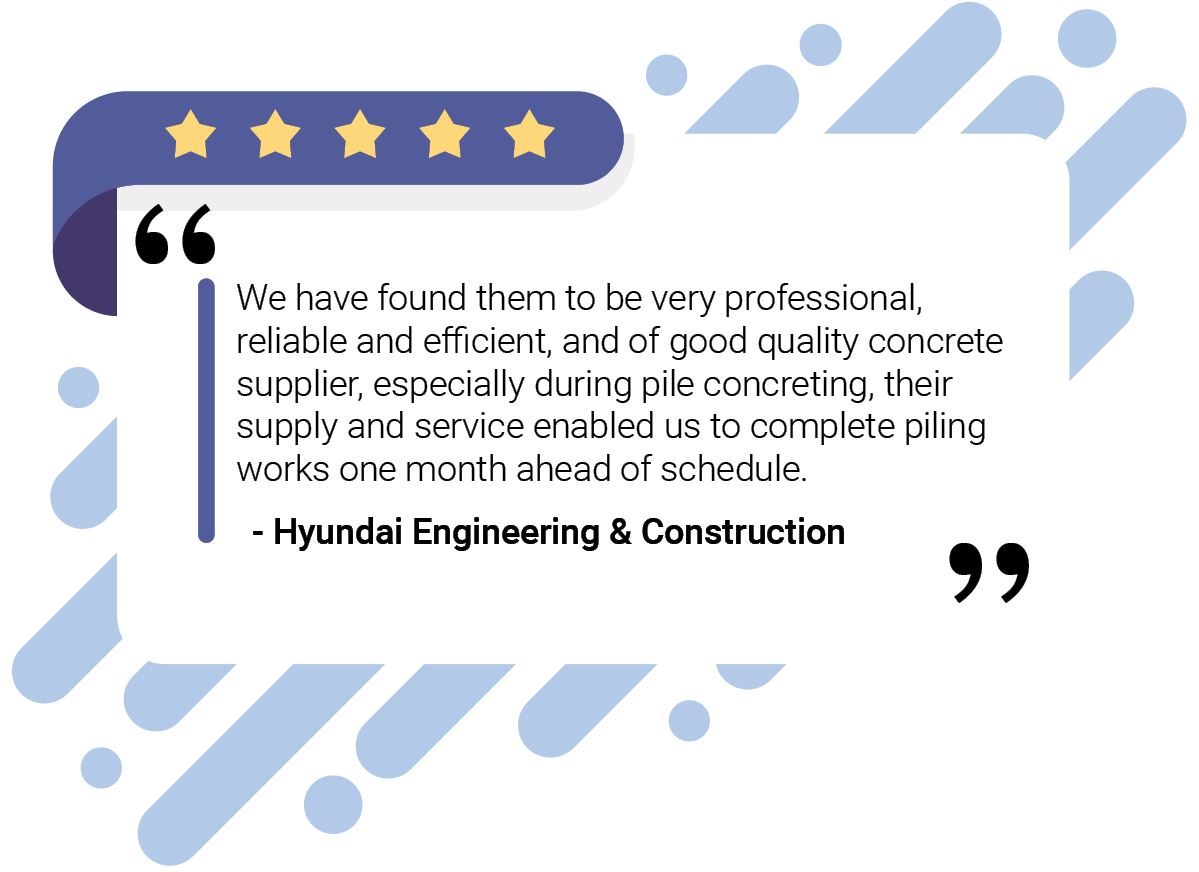 We have found them to be very professional,
reliable and efficient, and of good quality concrete
supplier, especially during pile concreting, their
supply and service enabled us to complete piling
works one month ahead of schedule.
- Hyundai Engineering & Construction